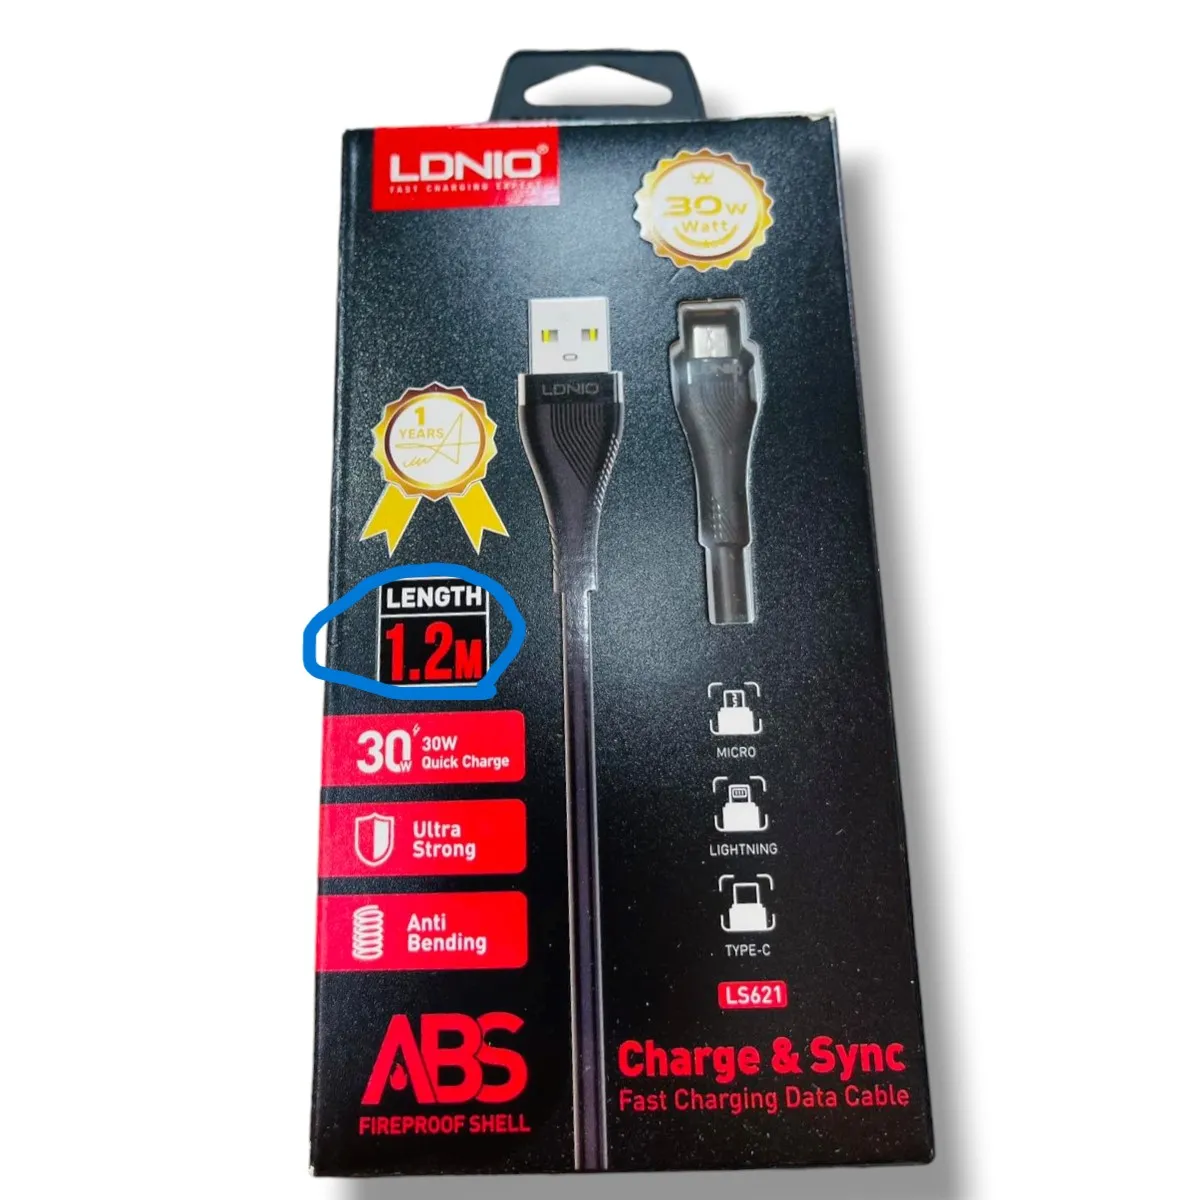 LDNIO®
FAST CHARGING EXPERT
30W
Watt
LDNIO
1
YEARS
LENGTH
1.2M
30W
30W
Quick Charge
Ultra
Strong
Anti
Bending
MICRO
LIGHTNING
TYPE-C
LS621
ABS
FIREPROOF SHELL
Charge & Sync
Fast Charging Data Cable